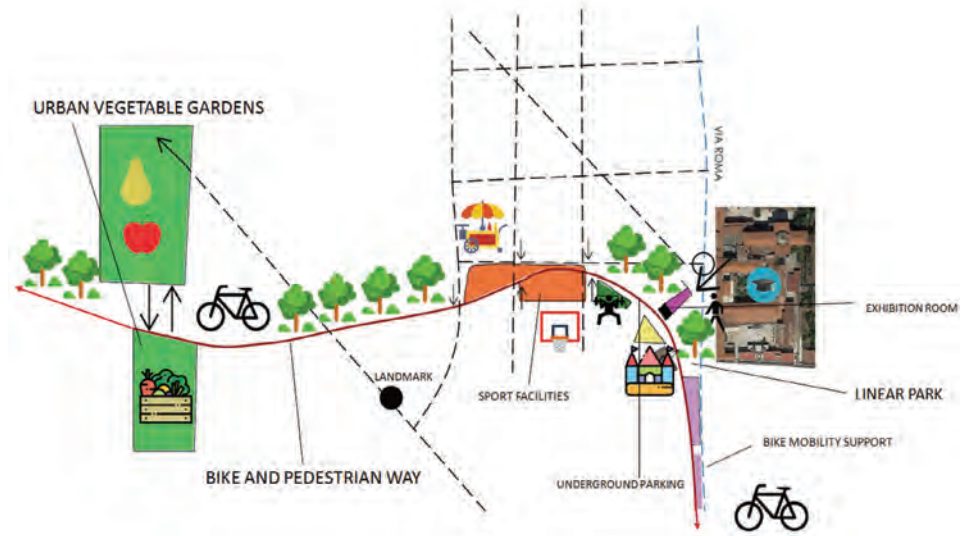 URBAN VEGETABLE GARDENS
VIA ROMA
EXHIBITION ROOM
LANDMARK
SPORT FACILITIES
LINEAR PARK
BIKE MOBILITY SUPPORT
BIKE AND PEDESTRIAN WAY
UNDERGROUND PARKING